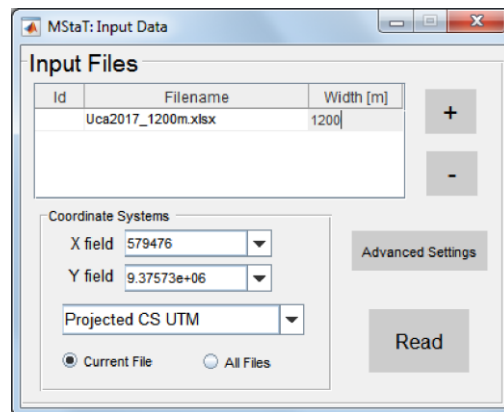 MStaT: Input Data
Input Files
Id Filename Width [m]
Uca2017_1200m.xlsx 1200
+
-
Coordinate Systems
X field 579476
Y field 9.37573e+06
Advanced Settings
Projected CS UTM
Read
Current File All Files